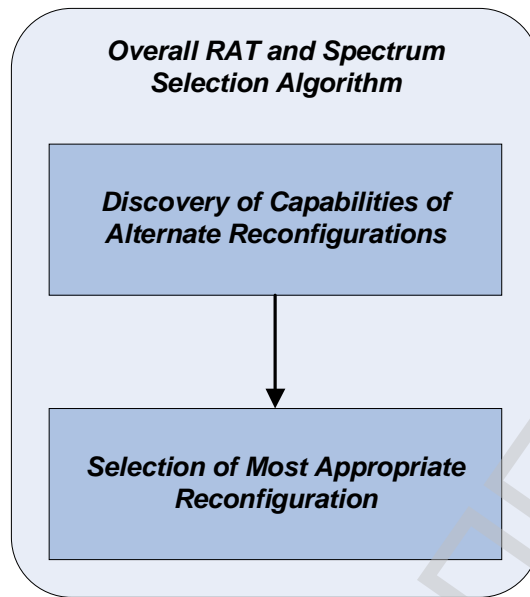 Overall RAT and Spectrum
Selection Algorithm
Discovery of Capabilities of
Alternate Reconfigurations
Selection of Most Appropriate
Reconfiguration